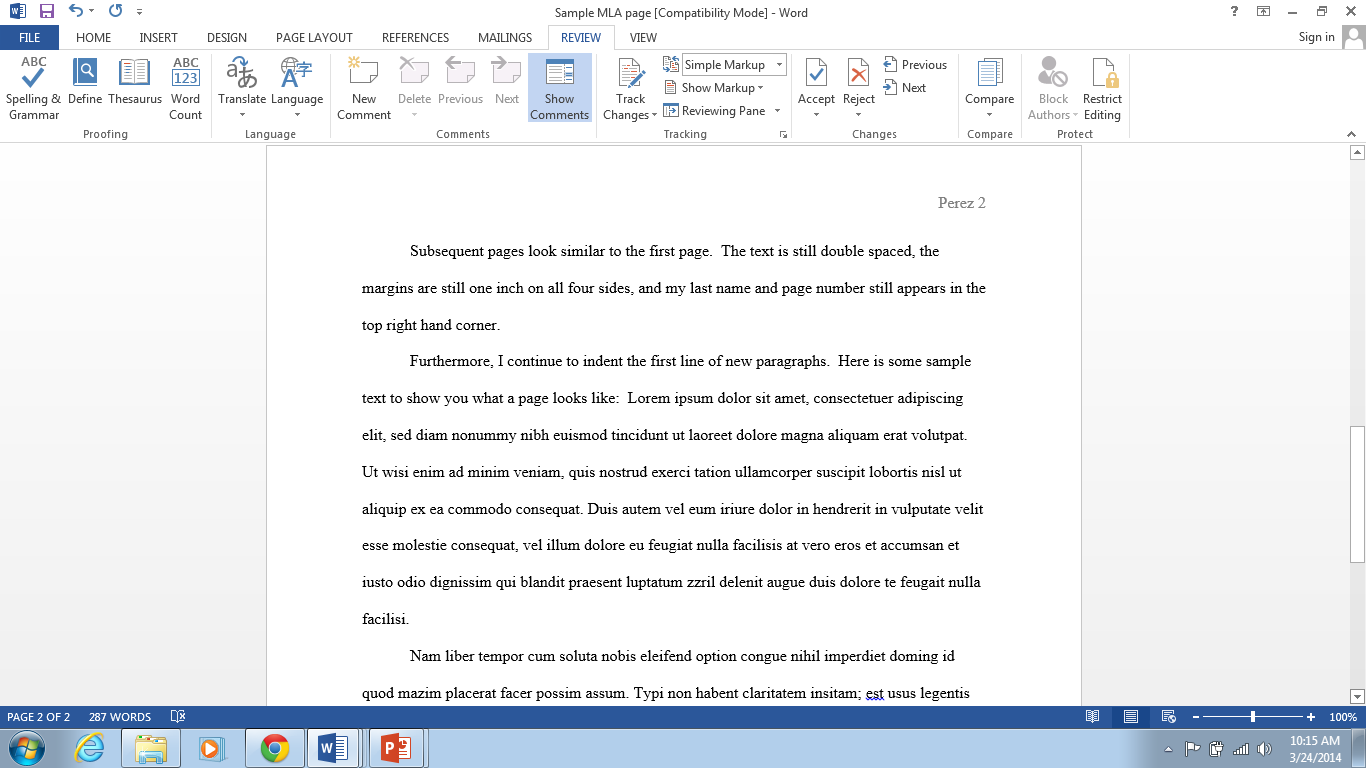 Sample MLA page [Compatibility Mode] - Word
?
FILE HOME INSERT DESIGN PAGE LAYOUT REFERENCES MAILINGS REVIEW VIEW Sign in
ABC
Spelling &
Grammar
Define
Thesaurus
ABC
123
Word
Count
Proofing
Translate
Language
Language
New
Comment
Delete
Previous
Next
Show
Comments
Comments
Track
Changes
Simple Markup
Show Markup
Reviewing Pane
Tracking
Accept
Reject
Previous
Next
Changes
Compare
Compare
Block
Authors
Restrict
Editing
Protect
Perez 2
Subsequent pages look similar to the first page.  The text is still double spaced, the
margins are still one inch on all four sides, and my last name and page number still appears in the
top right hand corner.
Furthermore, I continue to indent the first line of new paragraphs.  Here is some sample
text to show you what a page looks like:  Lorem ipsum dolor sit amet, consectetuer adipiscing
elit, sed diam nonummy nibh euismod tincidunt ut laoreet dolore magna aliquam erat volutpat.
Ut wisi enim ad minim veniam, quis nostrud exerci tation ullamcorper suscipit lobortis nisl ut
aliquip ex ea commodo consequat. Duis autem vel eum iriure dolor in hendrerit in vulputate velit
esse molestie consequat, vel illum dolore eu feugiat nulla facilisis at vero eros et accumsan et
iusto odio dignissim qui blandit praesent luptatum zzril delenit augue duis dolore te feugait nulla
facilisi.
Nam liber tempor cum soluta nobis eleifend option congue nihil imperdiet doming id
quod mazim placerat facer possim assum. Typi non habent claritatem insitam; est usus legentis
PAGE 2 OF 2 287 WORDS 100%
10:15 AM
3/24/2014